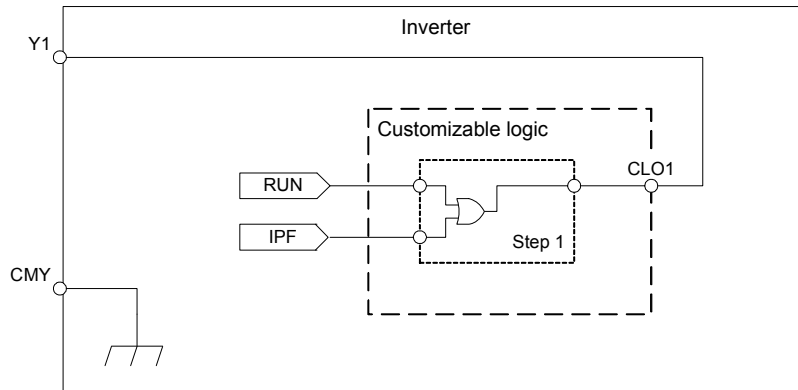 Inverter
Y1
Customizable logic
CLO1
RUN
IPF
Step 1
CMY